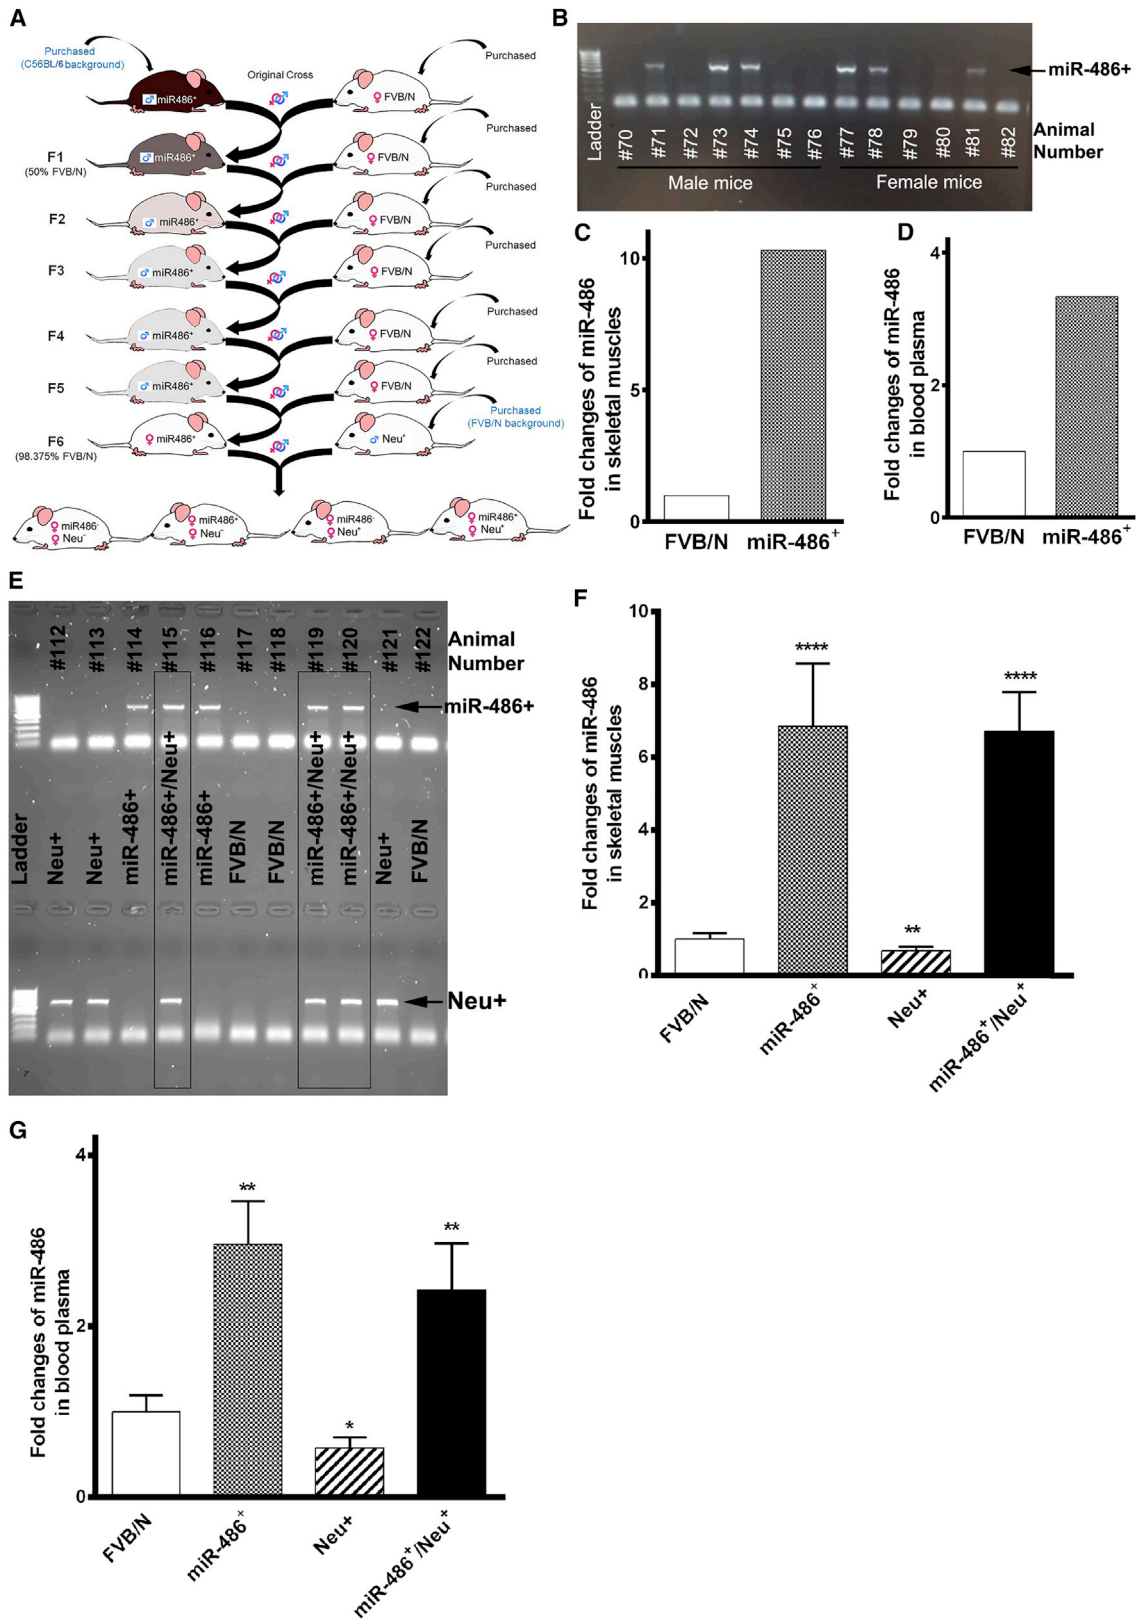 A
Purchased
(C56BL/6 background)
Original Cross
Purchased
♂miR486+
♀FVB/N
Purchased
F1
(50% FVB/N)
♂miR486+
♀FVB/N
Purchased
F2
♂ miR486+
♀FVB/N
Purchased
F3
♂ miR486+
♀FVB/N
Purchased
F4
♂ miR486+
♀FVB/N
Purchased
F5
♂ miR486+
♀FVB/N
Purchased
(FVB/N background)
F6
(98.375% FVB/N)
♀miR486+
♂ Neu+
♀miR486-
♀ Neu-
♀miR486+
♀ Neu-
♀miR486-
♀ Neu+
♀miR486+
♀ Neu+
B
Ladder
#70
#71
#72
#73
#74
#75
#76
#77
#78
#79
#80
#81
#82
miR-486+
Animal
Number
Male mice
Female mice
C
Fold changes of miR-486
in skeletal muscles
10
5
0
FVB/N
miR-486+
D
Fold changes of miR-486
in blood plasma
4
2
0
FVB/N
miR-486+
E
#112
#113
#114
#115
#116
#117
#118
#119
#120
#121
#122
Animal
Number
miR-486+
Ladder
Neu+
Neu+
miR-486+
miR-486+/Neu+
miR-486+
FVB/N
FVB/N
miR-486+/Neu+
miR-486+/Neu+
Neu+
FVB/N
Neu+
F
Fold changes of miR-486
in skeletal muscles
10
8
6
4
2
0
****
**
****
FVB/N
miR-486+
Neu+
miR-486+/Neu+
G
Fold changes of miR-486
in blood plasma
4
2
0
**
*
**
FVB/N
miR-486+
Neu+
miR-486+/Neu+